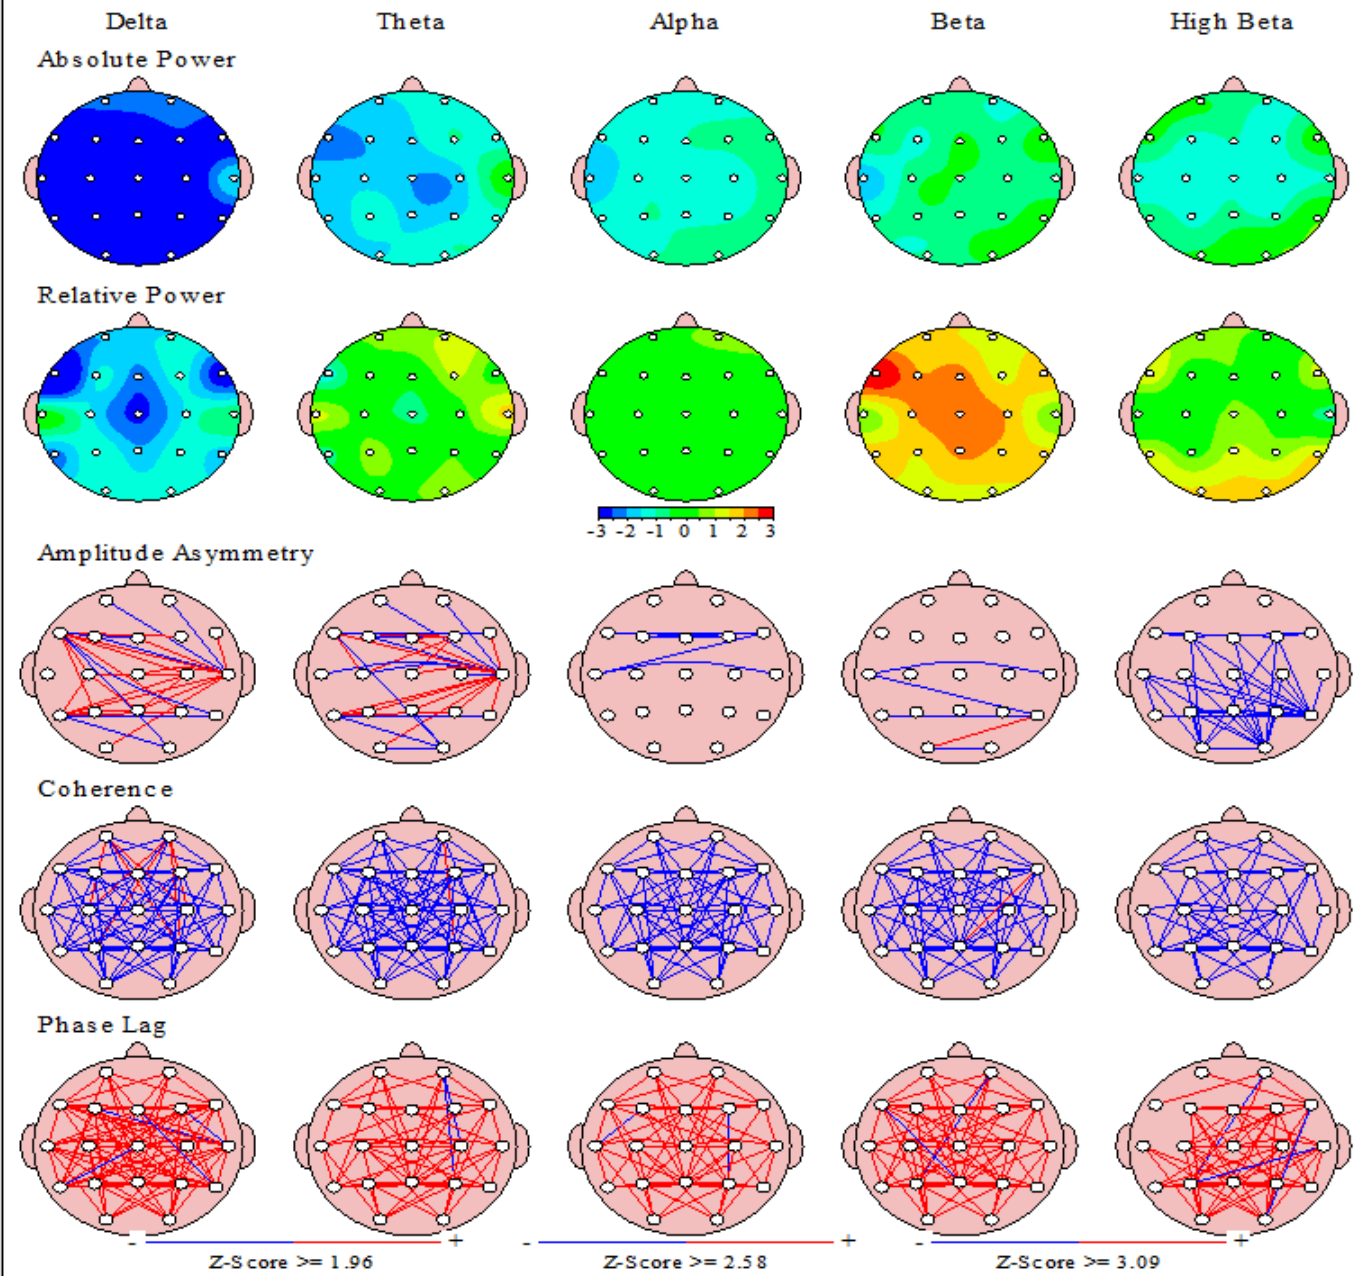 Delta Theta Alpha Beta High Beta
Absolute Power
Relative Power
-3 -2 -1 0 1 2 3
Amplitude Asymmetry
Coherence
Phase Lag
- + - + - +
Z-Score >= 1.96 Z-Score >= 2.58 Z-Score >= 3.09